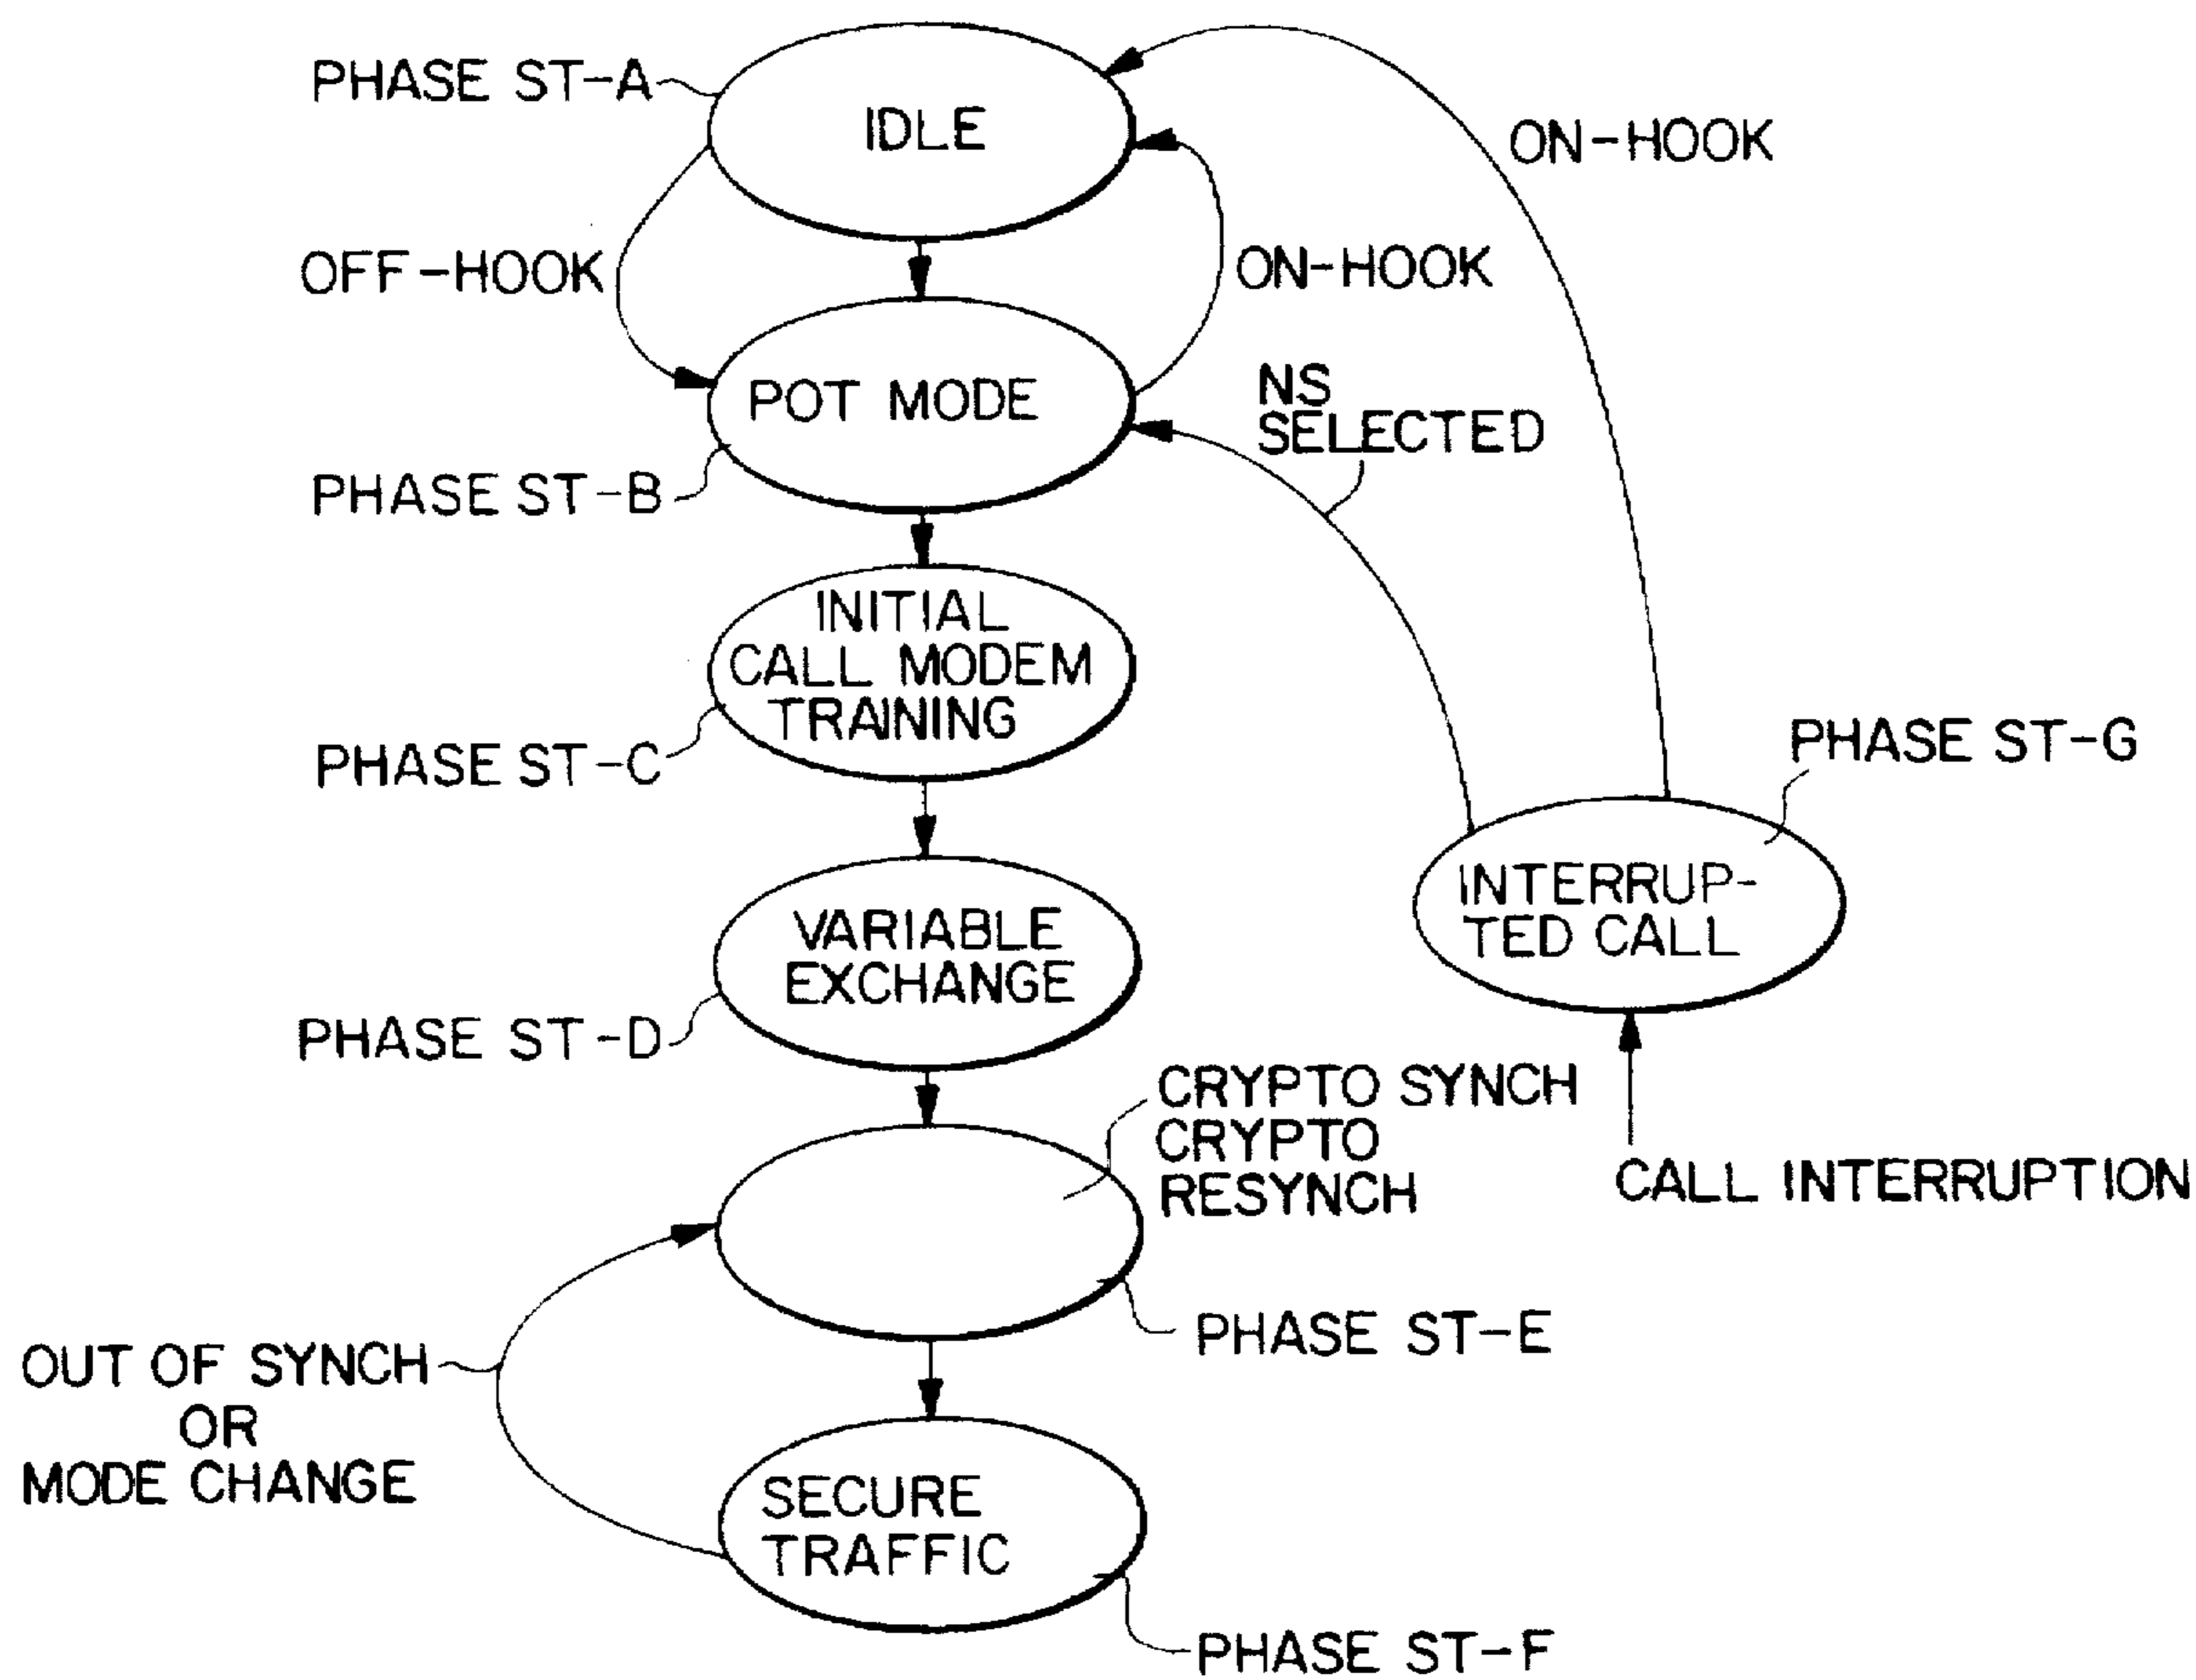 PHASE ST-A
IDLE
ON-HOOK
OFF-HOOK
ON-HOOK
POT MODE
NS
SELECTED
PHASE ST-B
INITIAL
CALL MODEM
TRAINING
PHASE ST-C
PHASE ST-G
INTERRUP-
TED CALL
VARIABLE
EXCHANGE
PHASE ST-D
CRYPTO SYNCH
CRYPTO
RESYNCH
CALL INTERRUPTION
PHASE ST-E
OUT OF SYNCH
OR
MODE CHANGE
SECURE
TRAFFIC
PHASE ST-F